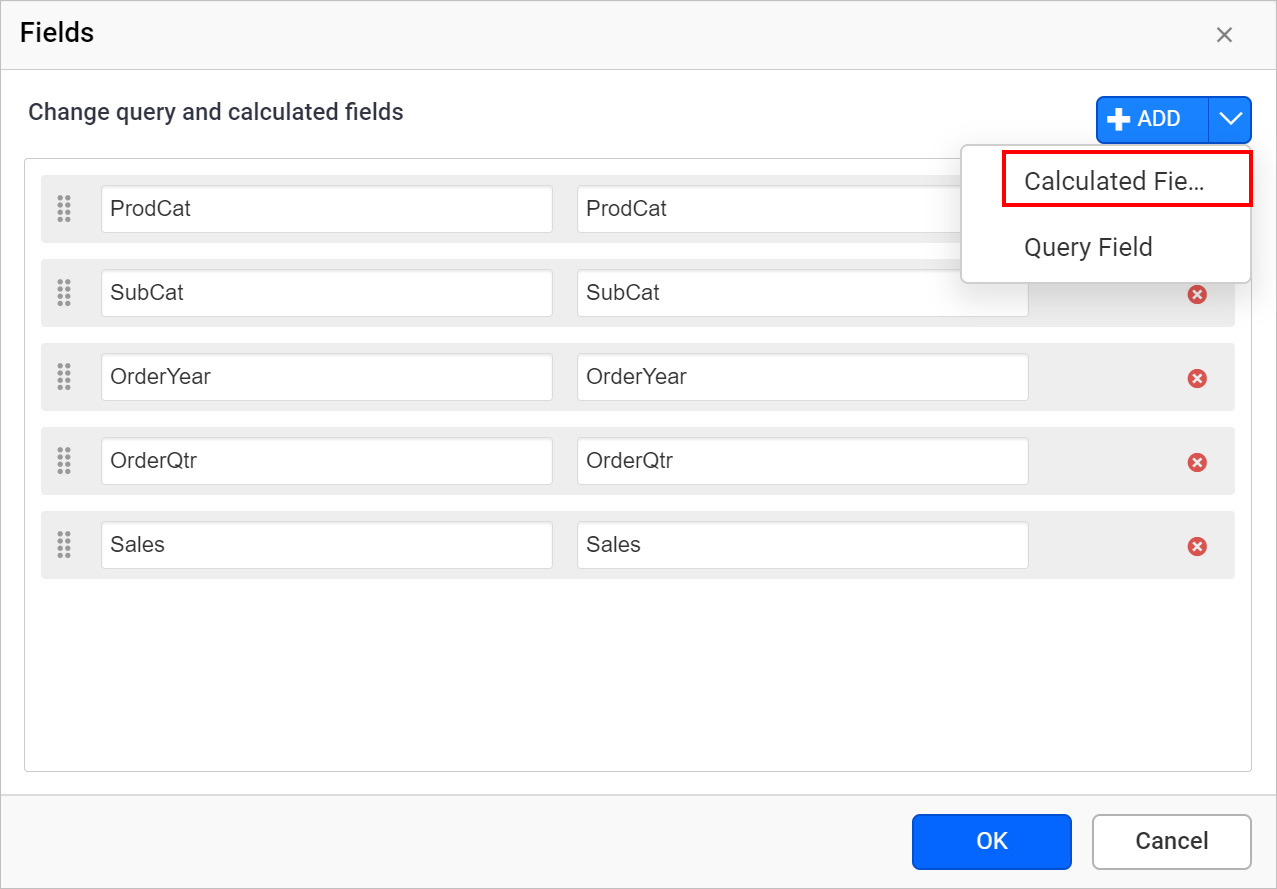 Fields
Change query and calculated fields
ADD
Calculated Fie...
Query Field
ProdCat ProdCat
SubCat SubCat
OrderYear OrderYear
OrderQtr OrderQtr
Sales Sales
OK Cancel